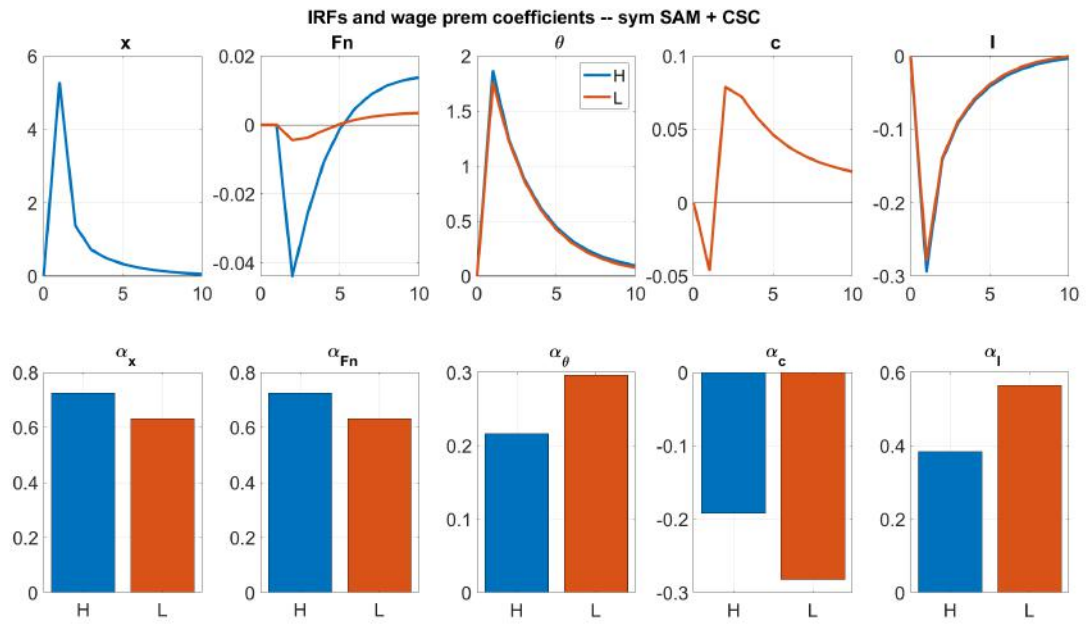 IRFs and wage prem coefficients -- sym SAM + CSC
x
Fn
θ
c
l
6
4
2
0
0 5 10
0.02
0
-0.02
-0.04
0 5 10
2
1.5
1
0.5
0
0 5 10
H
L
0.1
0.05
0
-0.05
0 5 10
0
-0.1
-0.2
-0.3
0 5 10
α_x
α_Fn
α_θ
α_c
α_l
0.8
0.6
0.4
0.2
0
H L
0.8
0.6
0.4
0.2
0
H L
0.3
0.2
0.1
0
H L
0
-0.1
-0.2
-0.3
H L
0.6
0.4
0.2
0
H L